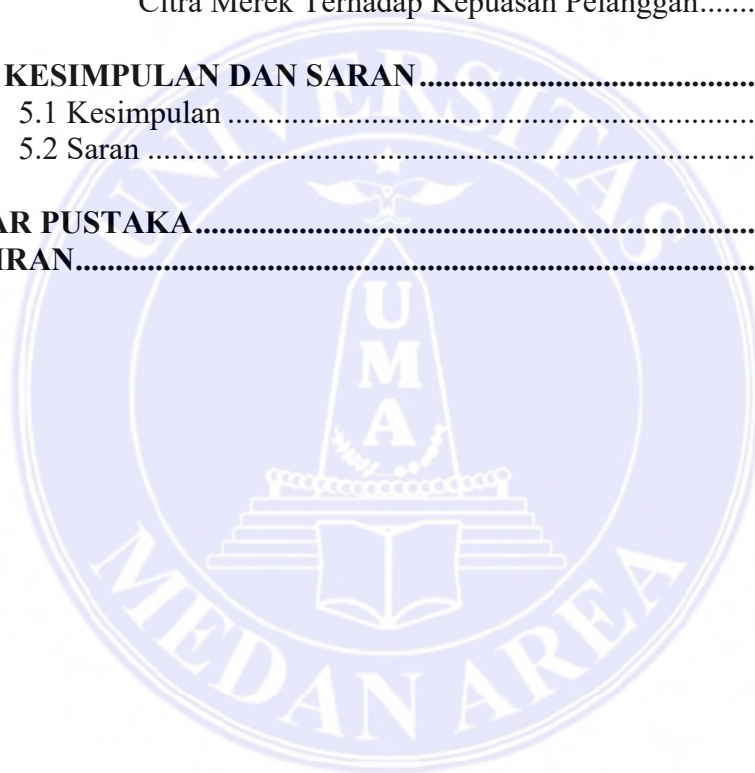 Citra Merek Terhadap Kepuasan Pelanggan.......
KESIMPULAN DAN SARAN..........................................
5.1 Kesimpulan ..................................................................
5.2 Saran ............................................................................
AR PUSTAKA......................................................................
IRAN.....................................................................................
UNIVERSITAS
UMA
MEDAN AREA